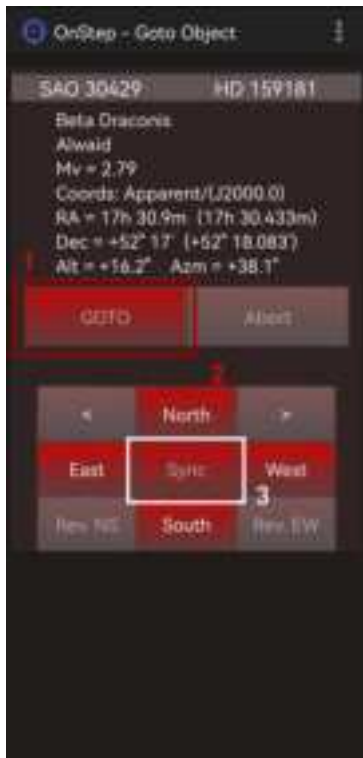 OnStep - Goto Object
SAO 30429 HD 159181
Beta Draconis
Alwaid
Mv = 2.79
Coords: Apparent/(J2000.0)
RA = 17h 30.9m (17h 30.433m)
Dec = +52° 17' (+52° 18.083')
Alt = +16.2° Azm = +38.1°
1
GOTO Abort
2
< North >
East Sync West
3
Rev. NS South Rev. EW